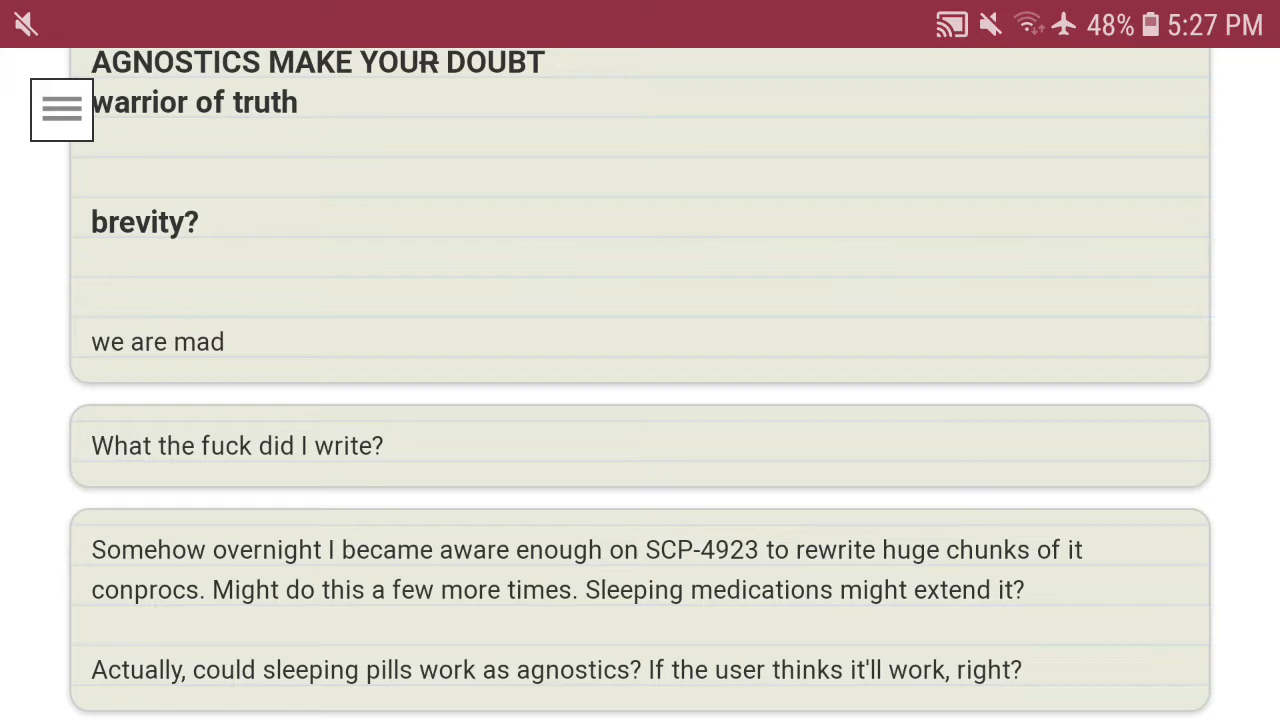 48% 5:27 PM
AGNOSTICS MAKE YOUR DOUBT
warrior of truth
brevity?
we are mad
What the fuck did I write?
Somehow overnight I became aware enough on SCP-4923 to rewrite huge chunks of it
conprocs. Might do this a few more times. Sleeping medications might extend it?
Actually, could sleeping pills work as agnostics? If the user thinks it'll work, right?